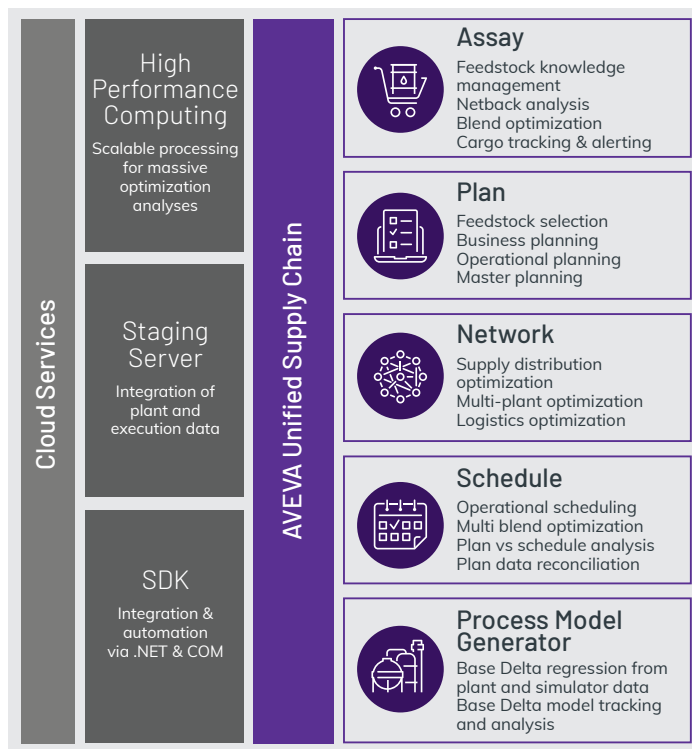 Cloud Services
High
Performance
Computing
Scalable processing
for massive
optimization
analyses
Staging
Server
Integration of
plant and
execution data
SDK
Integration &
automation
via .NET & COM
AVEVA Unified Supply Chain
Assay
Feedstock knowledge
management
Netback analysis
Blend optimization
Cargo tracking & alerting
Plan
Feedstock selection
Business planning
Operational planning
Master planning
Network
Supply distribution
optimization
Multi-plant optimization
Logistics optimization
Schedule
Operational scheduling
Multi blend optimization
Plan vs schedule analysis
Plan data reconciliation
Process Model
Generator
Base Delta regression from
plant and simulator data
Base Delta model tracking
and analysis